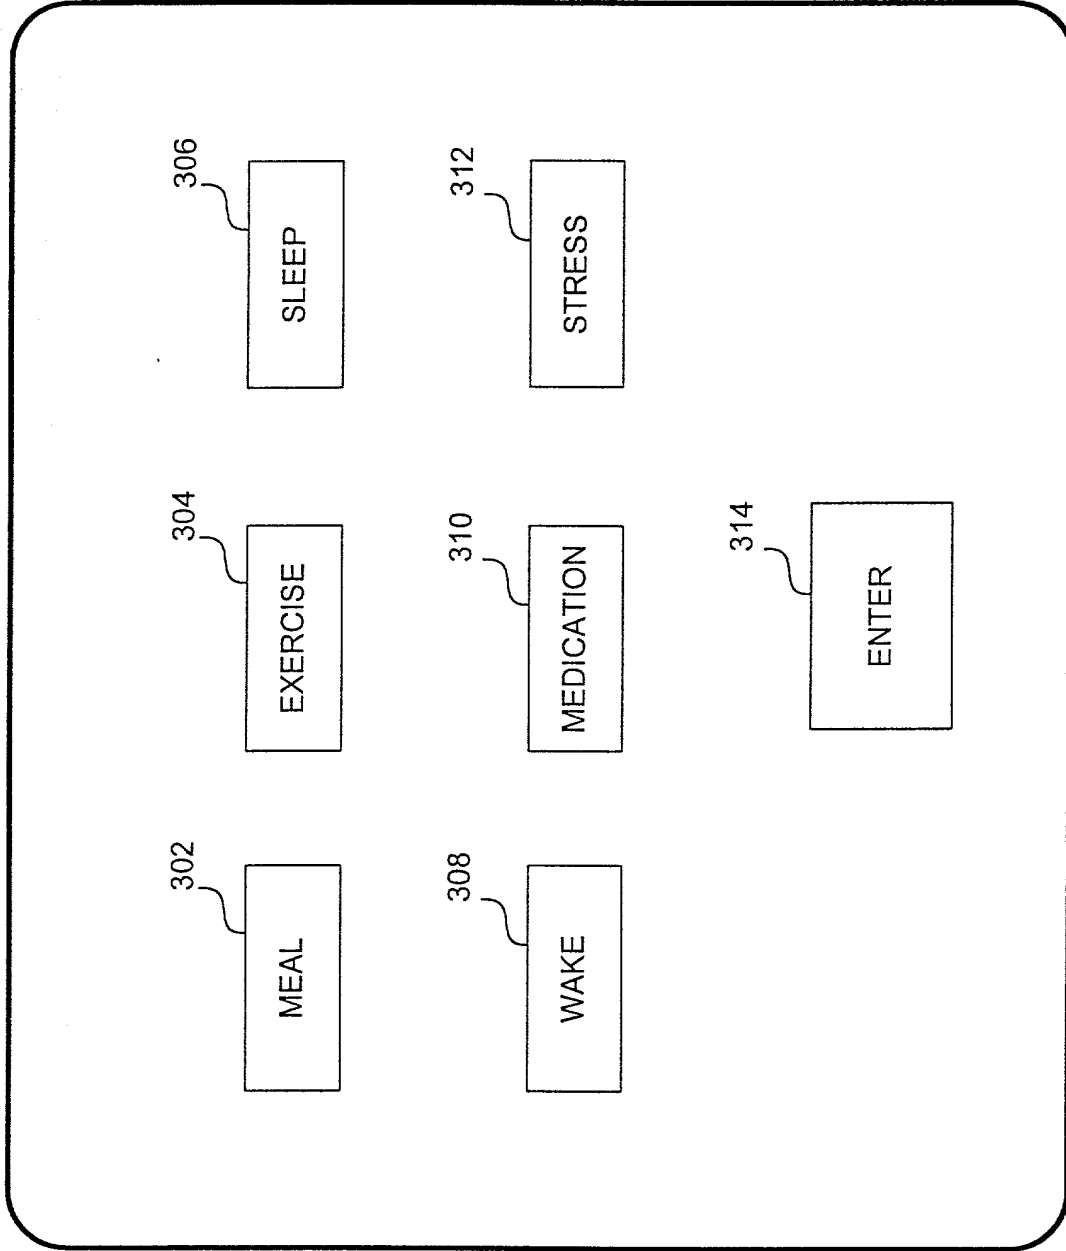 302
304
306
MEAL
EXERCISE
SLEEP
308
310
312
WAKE
MEDICATION
STRESS
314
ENTER